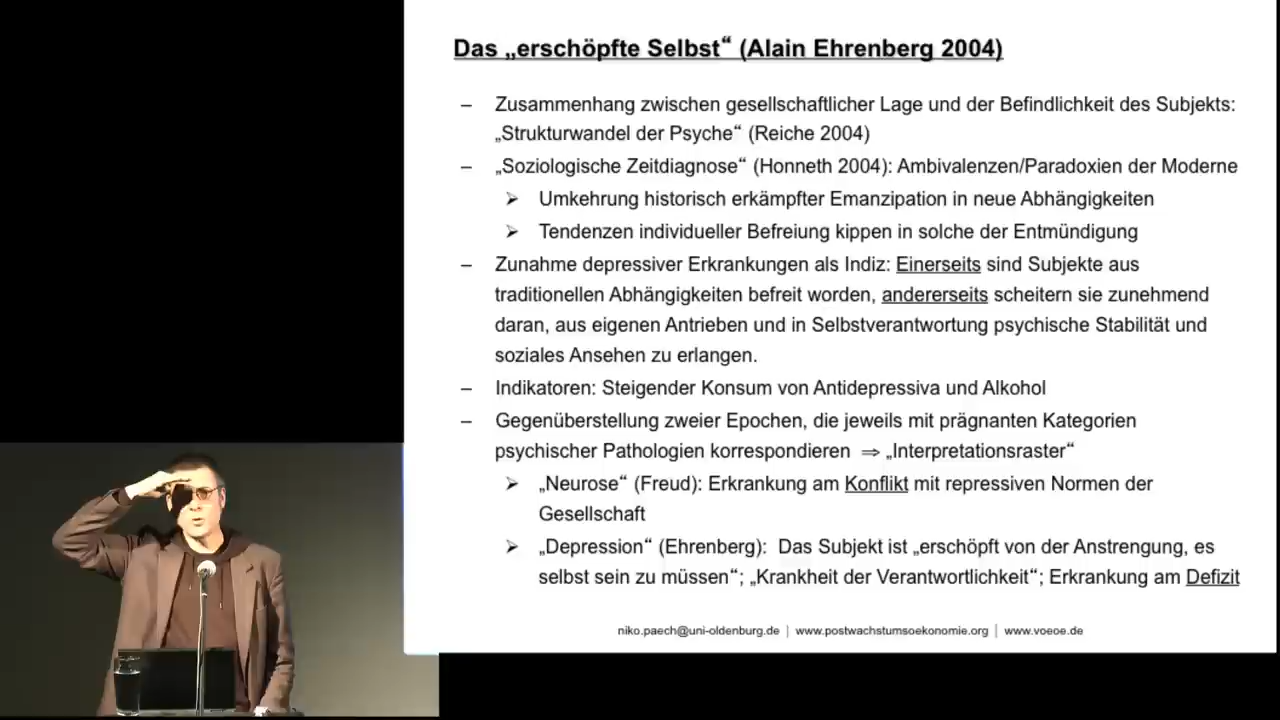 Das „erschöpfte Selbst“ (Alain Ehrenberg 2004)
– Zusammenhang zwischen gesellschaftlicher Lage und der Befindlichkeit des Subjekts:
„Strukturwandel der Psyche“ (Reiche 2004)
– „Soziologische Zeitdiagnose“ (Honneth 2004): Ambivalenzen/Paradoxien der Moderne
➢ Umkehrung historisch erkämpfter Emanzipation in neue Abhängigkeiten
➢ Tendenzen individueller Befreiung kippen in solche der Entmündigung
– Zunahme depressiver Erkrankungen als Indiz: Einerseits sind Subjekte aus
traditionellen Abhängigkeiten befreit worden, andererseits scheitern sie zunehmend
daran, aus eigenen Antrieben und in Selbstverantwortung psychische Stabilität und
soziales Ansehen zu erlangen.
– Indikatoren: Steigender Konsum von Antidepressiva und Alkohol
– Gegenüberstellung zweier Epochen, die jeweils mit prägnanten Kategorien
psychischer Pathologien korrespondieren ⇒ „Interpretationsraster“
➢ „Neurose“ (Freud): Erkrankung am Konflikt mit repressiven Normen der
Gesellschaft
➢ „Depression“ (Ehrenberg): Das Subjekt ist „erschöpft von der Anstrengung, es
selbst sein zu müssen“; „Krankheit der Verantwortlichkeit“; Erkrankung am Defizit
niko.paech@uni-oldenburg.de | www.postwachstumsoekonomie.org | www.voeoe.de